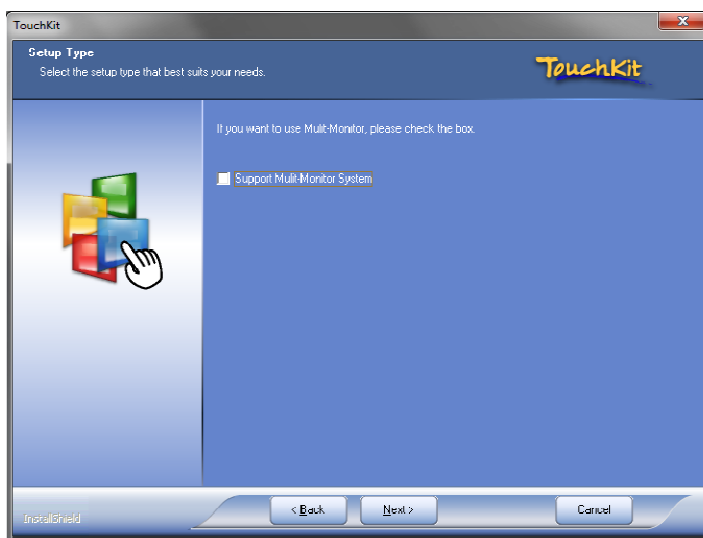 TouchKit
Setup Type
Select the setup type that best suits your needs.
TouchKit
If you want to use Mulit-Monitor, please check the box.
Support Mulit-Monitor System
InstallShield
< Back
Next >
Cancel